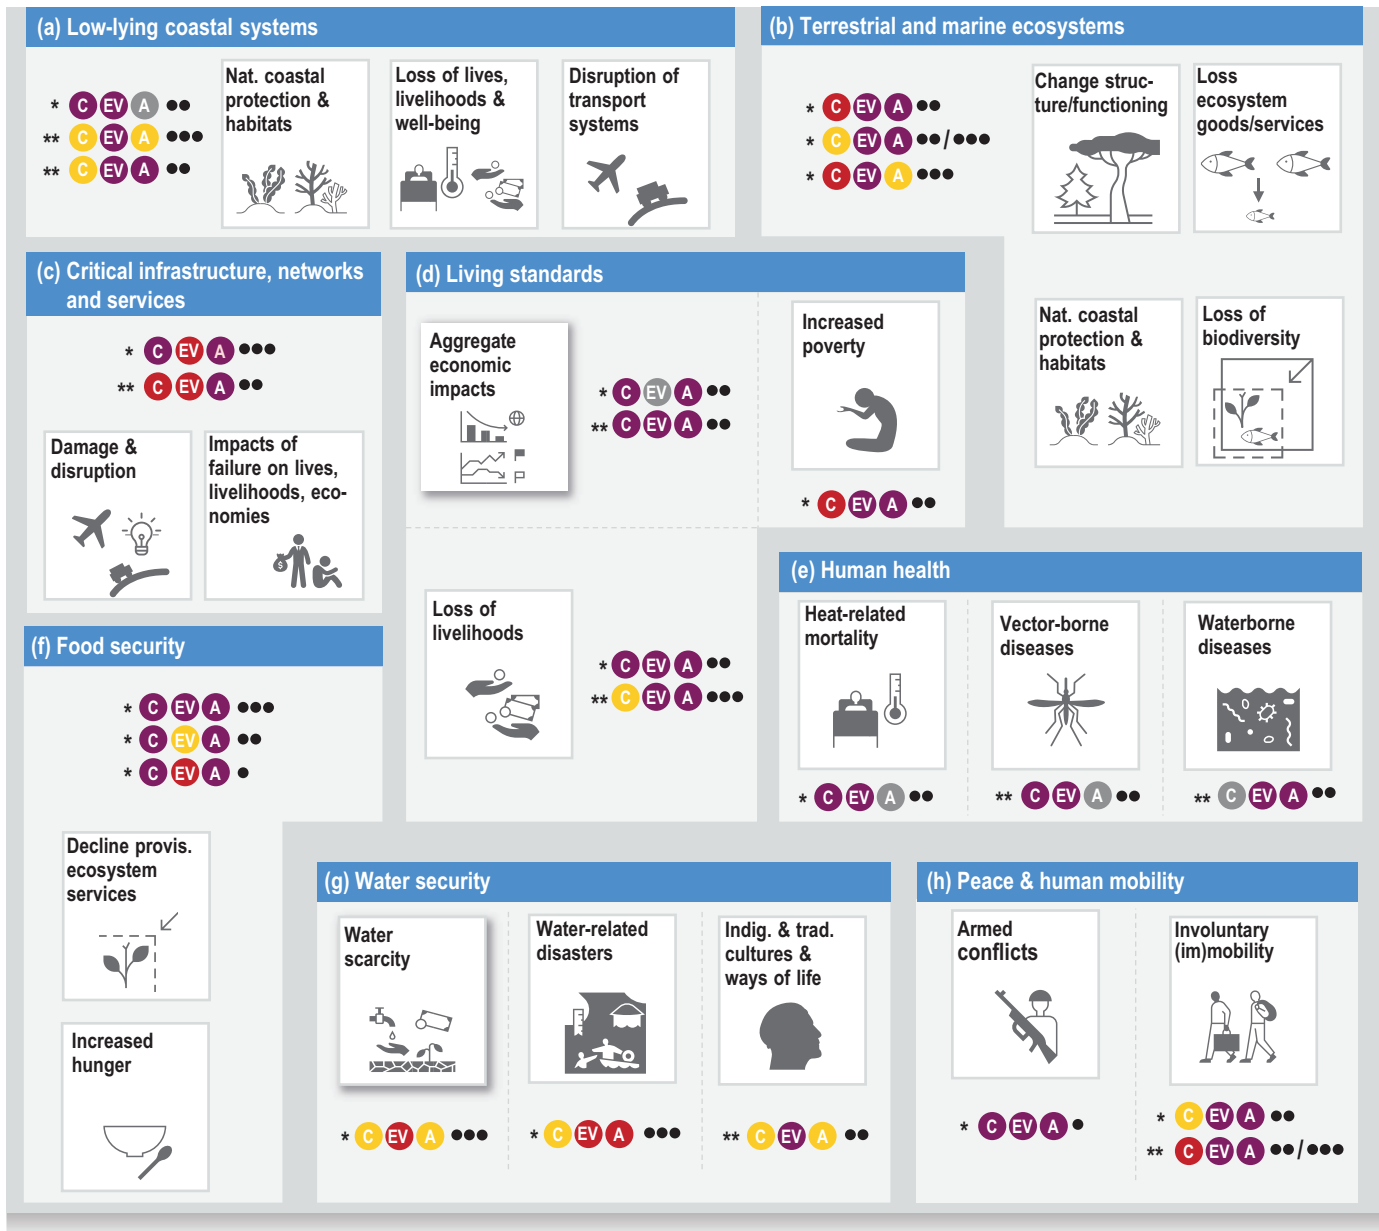 (a) Low-lying coastal systems
* C EV A ●●
** C EV A ●●●
** C EV A ●●
Nat. coastal
protection &
habitats
Loss of lives,
livelihoods &
well-being
Disruption of
transport
systems
(b) Terrestrial and marine ecosystems
* C EV A ●●
* C EV A ●●/●●●
* C EV A ●●●
Change struc-
ture/functioning
Loss
ecosystem
goods/services
Nat. coastal
protection &
habitats
Loss of
biodiversity
(c) Critical infrastructure, networks
and services
* C EV A ●●●
** C EV A ●●
Damage &
disruption
Impacts of
failure on lives,
livelihoods, eco-
nomies
$
(d) Living standards
Aggregate
economic
impacts
* C EV A ●●
** C EV A ●●
Increased
poverty
* C EV A ●●
Loss of
livelihoods
* C EV A ●●
** C EV A ●●●
(e) Human health
Heat-related
mortality
* C EV A ●●
Vector-borne
diseases
** C EV A ●●
Waterborne
diseases
** C EV A ●●
(f) Food security
* C EV A ●●●
* C EV A ●●
* C EV A ●
Decline provis.
ecosystem
services
Increased
hunger
(g) Water security
Water
scarcity
* C EV A ●●●
Water-related
disasters
* C EV A ●●●
Indig. & trad.
cultures &
ways of life
** C EV A ●●
(h) Peace & human mobility
Armed
conflicts
* C EV A ●
Involuntary
(im)mobility
* C EV A ●●
** C EV A ●●/●●●